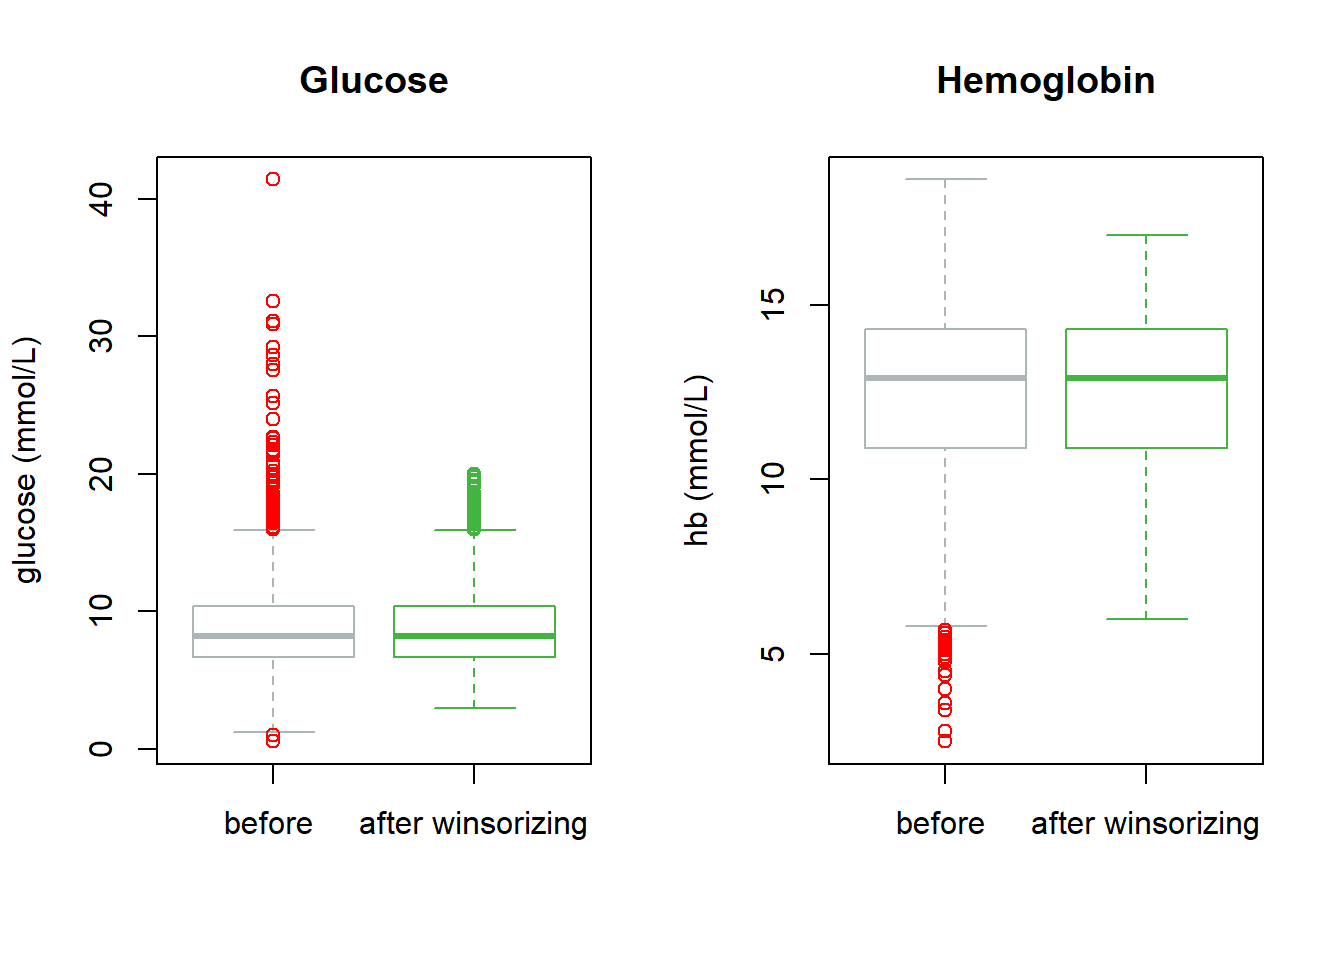 Glucose
glucose (mmol/L)
40
30
20
10
0
before
after winsorizing
Hemoglobin
hb (mmol/L)
15
10
5
before
after winsorizing